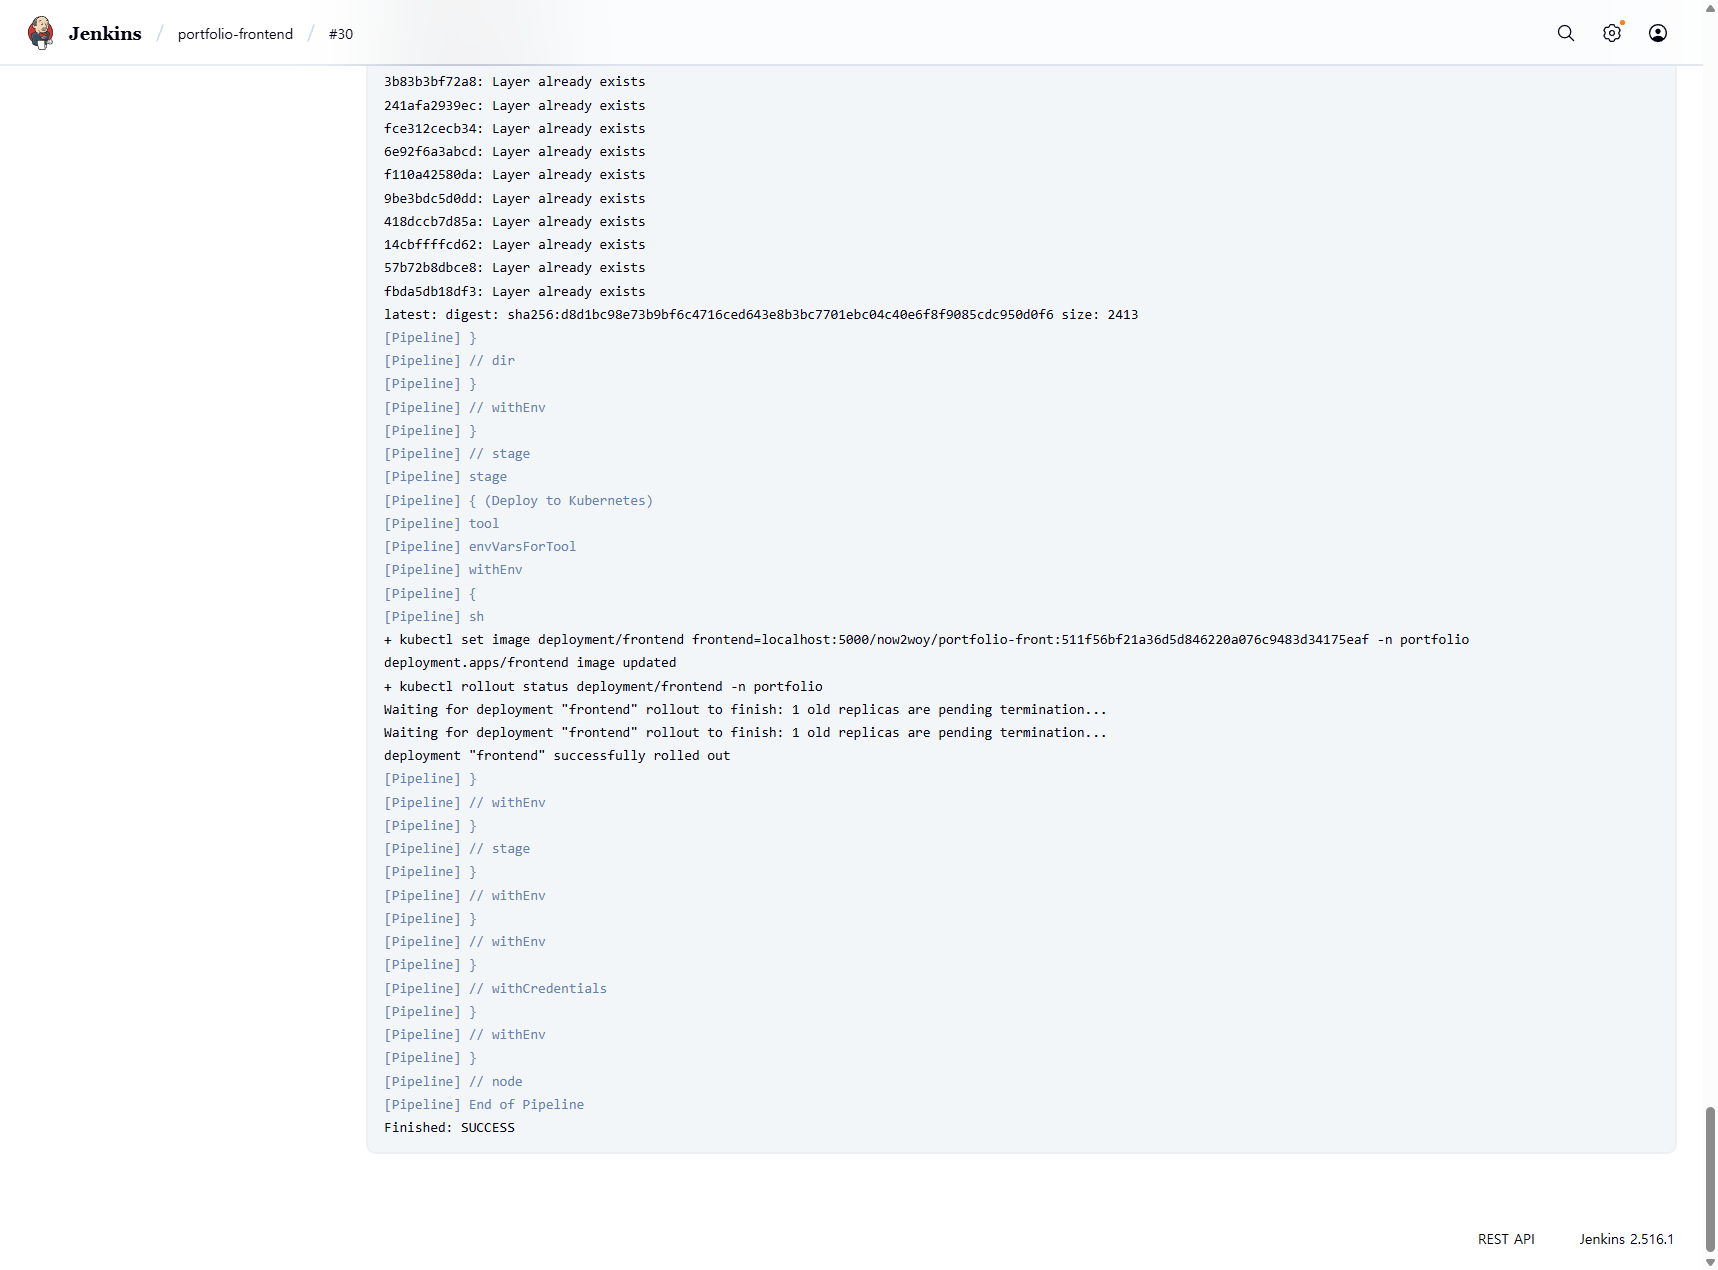 Jenkins / portfolio-frontend / #30
3b83b3bf72a8: Layer already exists
241afa2939ec: Layer already exists
fce312cecb34: Layer already exists
6e92f6a3abcd: Layer already exists
f110a42580da: Layer already exists
9be3bdc5d0dd: Layer already exists
418dccb7d85a: Layer already exists
14cbffffcd62: Layer already exists
57b72b8dbce8: Layer already exists
fbda5db18df3: Layer already exists
latest: digest: sha256:d8d1bc98e73b9bf6c4716ced643e8b3bc7701ebc04c40e6f8f9085cdc950d0f6 size: 2413
[Pipeline] }
[Pipeline] // dir
[Pipeline] }
[Pipeline] // withEnv
[Pipeline] }
[Pipeline] // stage
[Pipeline] stage
[Pipeline] { (Deploy to Kubernetes)
[Pipeline] tool
[Pipeline] envVarsForTool
[Pipeline] withEnv
[Pipeline] {
[Pipeline] sh
+ kubectl set image deployment/frontend frontend=localhost:5000/now2woy/portfolio-front:511f56bf21a36d5d846220a076c9483d34175eaf -n portfolio
deployment.apps/frontend image updated
+ kubectl rollout status deployment/frontend -n portfolio
Waiting for deployment "frontend" rollout to finish: 1 old replicas are pending termination...
Waiting for deployment "frontend" rollout to finish: 1 old replicas are pending termination...
deployment "frontend" successfully rolled out
[Pipeline] }
[Pipeline] // withEnv
[Pipeline] }
[Pipeline] // stage
[Pipeline] }
[Pipeline] // withEnv
[Pipeline] }
[Pipeline] // withEnv
[Pipeline] }
[Pipeline] // withCredentials
[Pipeline] }
[Pipeline] // withEnv
[Pipeline] }
[Pipeline] // node
[Pipeline] End of Pipeline
Finished: SUCCESS
REST API Jenkins 2.516.1